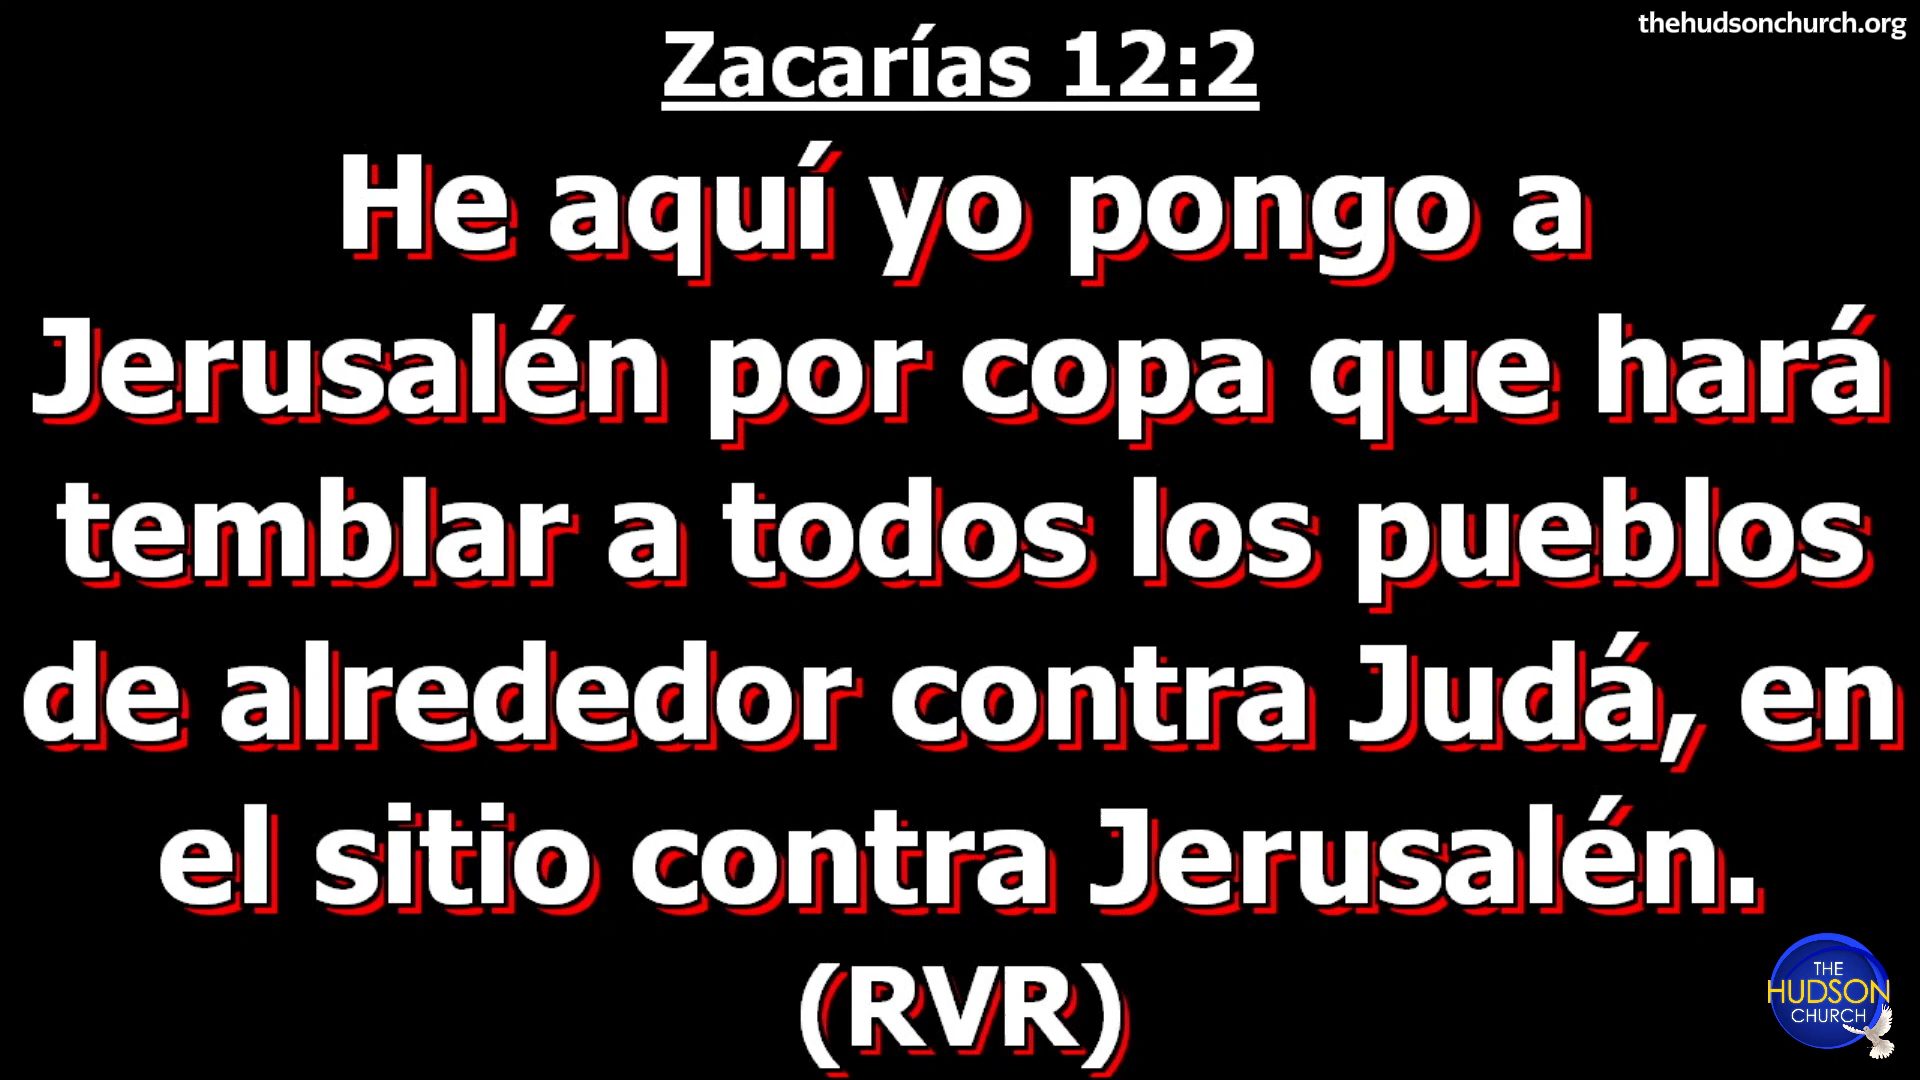 thehudsonchurch.org
Zacarías 12:2
He aquí yo pongo a
Jerusalén por copa que hará
temblar a todos los pueblos
de alrededor contra Judá, en
el sitio contra Jerusalén.
(RVR)
THE
HUDSON
CHURCH